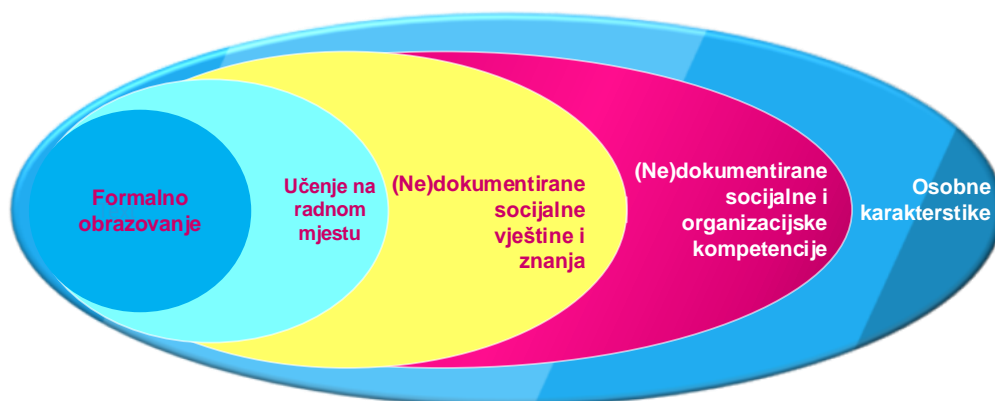 Formalno
obrazovanje
Učenje na
radnom
mjestu
(Ne)dokumentirane
socijalne
vještine i
znanja
(Ne)dokumentirane
socijalne i
organizacijske
kompetencije
Osobne
karakterstike